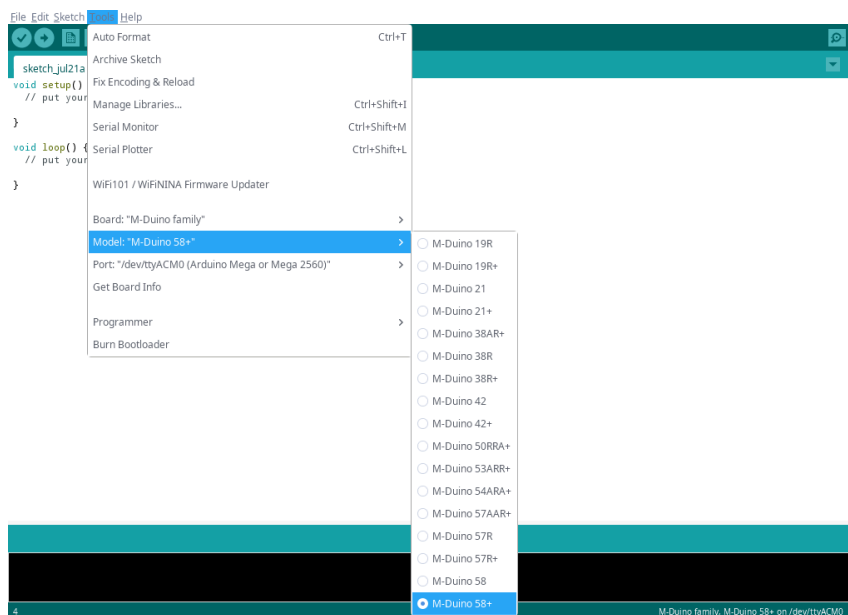 File Edit Sketch Tools Help
sketch_jul21a
void setup()
// put your
}
void loop() {
// put your
}
Auto Format Ctrl+T
Archive Sketch
Fix Encoding & Reload
Manage Libraries... Ctrl+Shift+I
Serial Monitor Ctrl+Shift+M
Serial Plotter Ctrl+Shift+L
WiFi101 / WiFiNINA Firmware Updater
Board: "M-Duino family"
Model: "M-Duino 58+"
Port: "/dev/ttyACM0 (Arduino Mega or Mega 2560)"
Get Board Info
Programmer
Burn Bootloader
M-Duino 19R
M-Duino 19R+
M-Duino 21
M-Duino 21+
M-Duino 38AR+
M-Duino 38R
M-Duino 38R+
M-Duino 42
M-Duino 42+
M-Duino 50RRA+
M-Duino 53ARR+
M-Duino 54ARA+
M-Duino 57AAR+
M-Duino 57R
M-Duino 57R+
M-Duino 58
M-Duino 58+
4 M-Duino family, M-Duino 58+ on /dev/ttyACM0